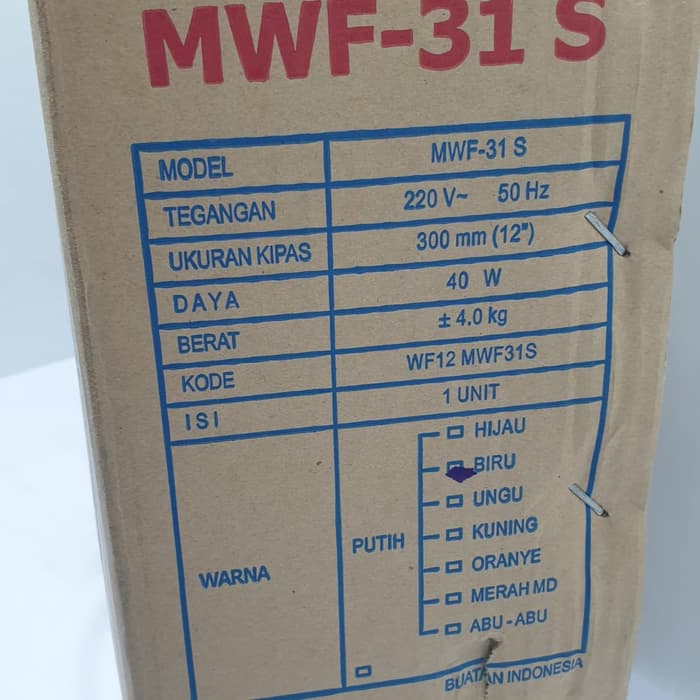 MWF-31 S
MODEL MWF-31 S
TEGANGAN 220 V~ 50 Hz
UKURAN KIPAS 300 mm (12")
DAYA 40 W
BERAT ± 4.0 kg
KODE WF12 MWF31S
ISI 1 UNIT
WARNA PUTIH
HIJAU
BIRU
UNGU
KUNING
ORANYE
MERAH MD
ABU-ABU
BUATAN INDONESIA